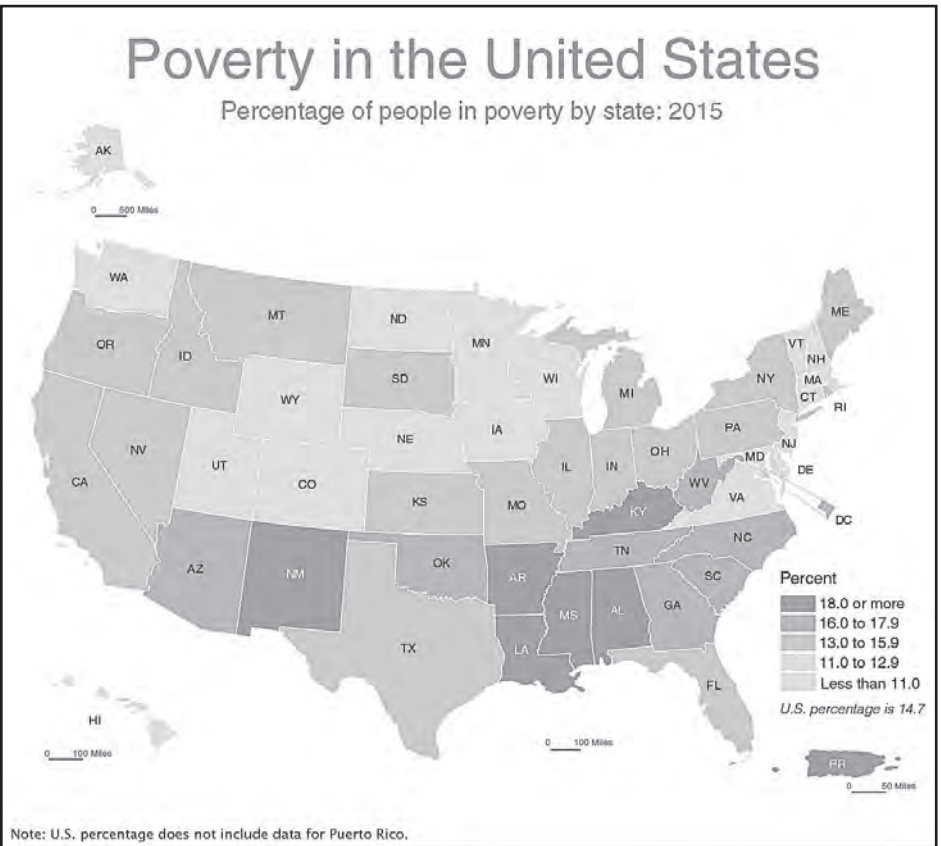 Poverty in the United States
Percentage of people in poverty by state: 2015
AK
0 500 Miles
WA
MT
ND
MN
ME
OR
ID
SD
WI
MI
NY
VT
NH
MA
CT
RI
WY
IA
PA
NJ
NV
UT
NE
IL
IN
OH
MD
DE
CA
CO
KS
MO
WV
VA
DC
KY
AZ
NM
OK
AR
TN
NC
SC
MS
AL
GA
TX
LA
FL
Percent
18.0 or more
16.0 to 17.9
13.0 to 15.9
11.0 to 12.9
Less than 11.0
U.S. percentage is 14.7
HI
0 100 Miles
0 100 Miles
PR
0 50 Miles
Note: U.S. percentage does not include data for Puerto Rico.